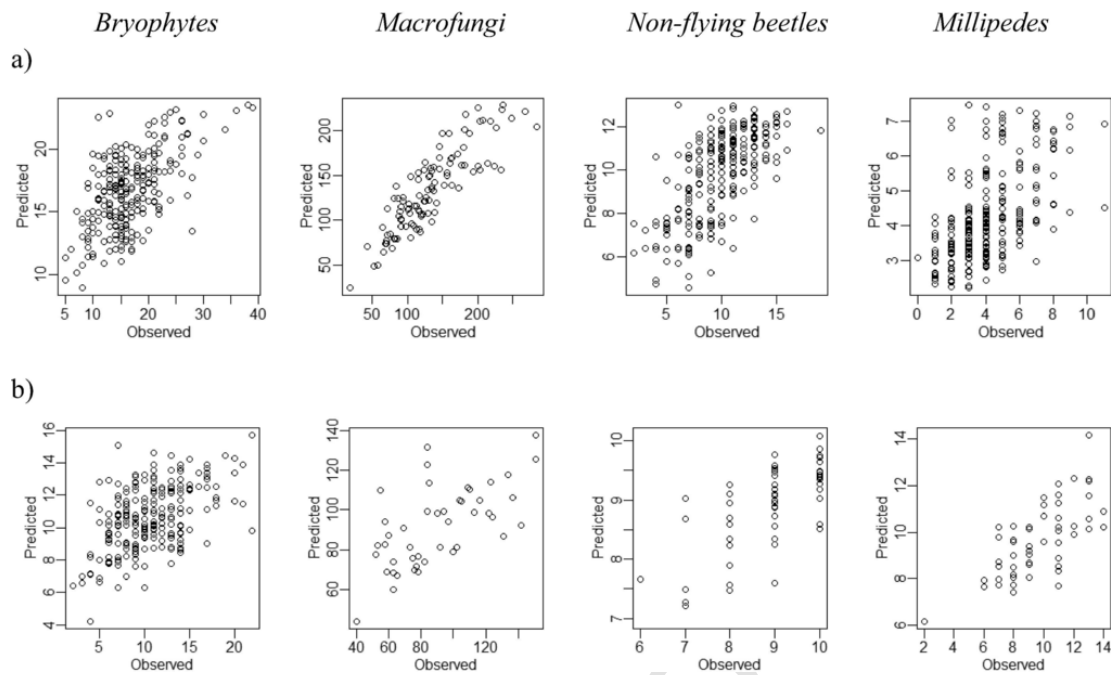 Bryophytes Macrofungi Non-flying beetles Millipedes
a)
Predicted 10 15 20
5 10 20 30 40
Observed
Predicted 50 100 150 200
50 100 200
Observed
Predicted 6 8 10 12
5 10 15
Observed
Predicted 3 4 5 6 7
0 2 4 6 8 10
Observed
b)
Predicted 4 6 8 10 12 14 16
5 10 15 20
Observed
Predicted 60 80 100 120 140
40 60 80 120
Observed
Predicted 7 8 9 10
6 7 8 9 10
Observed
Predicted 6 8 10 12 14
2 4 6 8 10 12 14
Observed